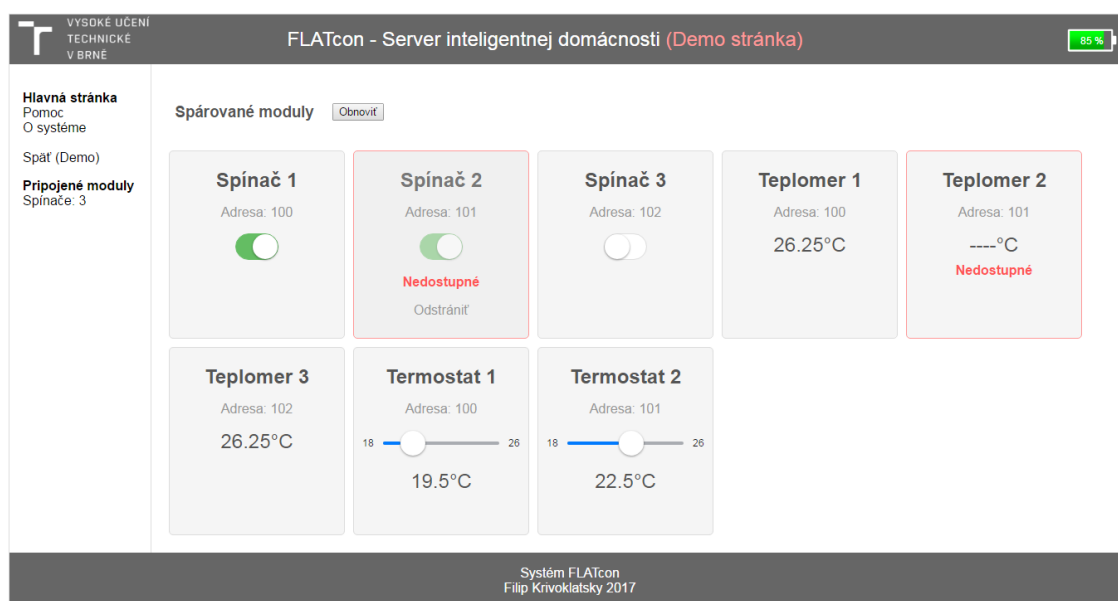 VYSOKÉ UČENÍ
TECHNICKÉ
V BRNĚ
FLATcon - Server inteligentnej domácnosti (Demo stránka)
85 %
Hlavná stránka
Pomoc
O systéme
Späť (Demo)
Pripojené moduly
Spínače: 3
Spárované moduly
Obnoviť
Spínač 1
Adresa: 100
Spínač 2
Adresa: 101
Nedostupné
Odstrániť
Spínač 3
Adresa: 102
Teplomer 1
Adresa: 100
26.25°C
Teplomer 2
Adresa: 101
----°C
Nedostupné
Teplomer 3
Adresa: 102
26.25°C
Termostat 1
Adresa: 100
18 26
19.5°C
Termostat 2
Adresa: 101
18 26
22.5°C
Systém FLATcon
Filip Krivoklatsky 2017